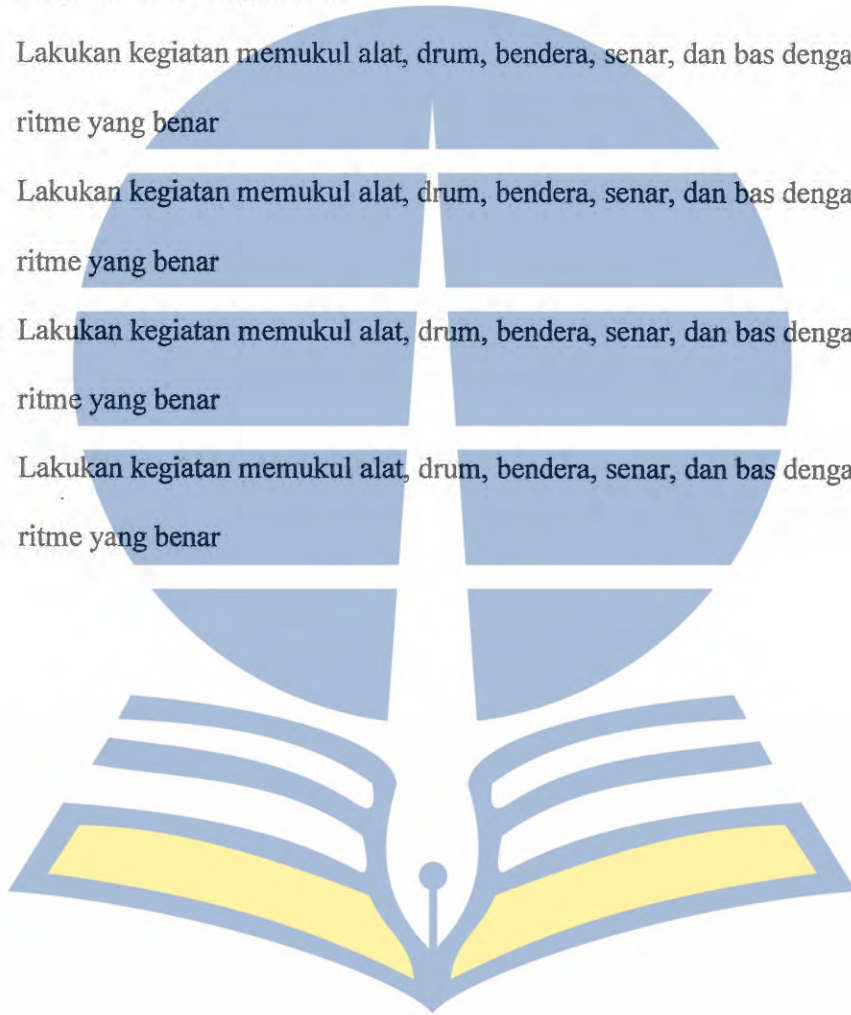 Lakukan kegiatan memukul alat, drum, bendera, senar, dan bas denga
ritme yang benar
Lakukan kegiatan memukul alat, drum, bendera, senar, dan bas denga
ritme yang benar
Lakukan kegiatan memukul alat, drum, bendera, senar, dan bas denga
ritme yang benar
Lakukan kegiatan memukul alat, drum, bendera, senar, dan bas denga
ritme yang benar